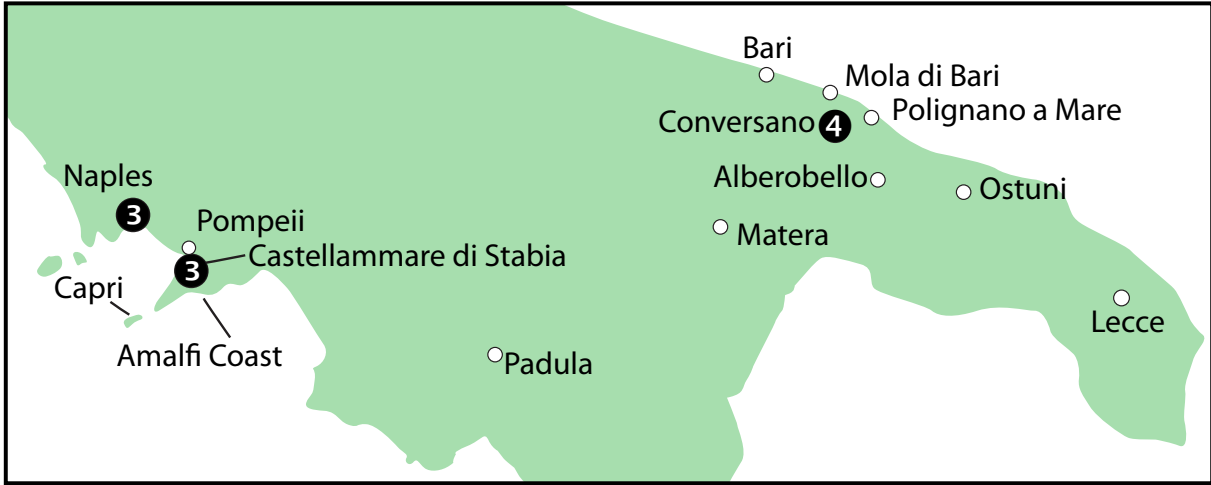 Bari
Mola di Bari
Polignano a Mare
Conversano 4
Naples
Alberobello
Ostuni
3
Pompeii
Matera
Castellammare di Stabia
3
Capri
Lecce
Amalfi Coast
Padula